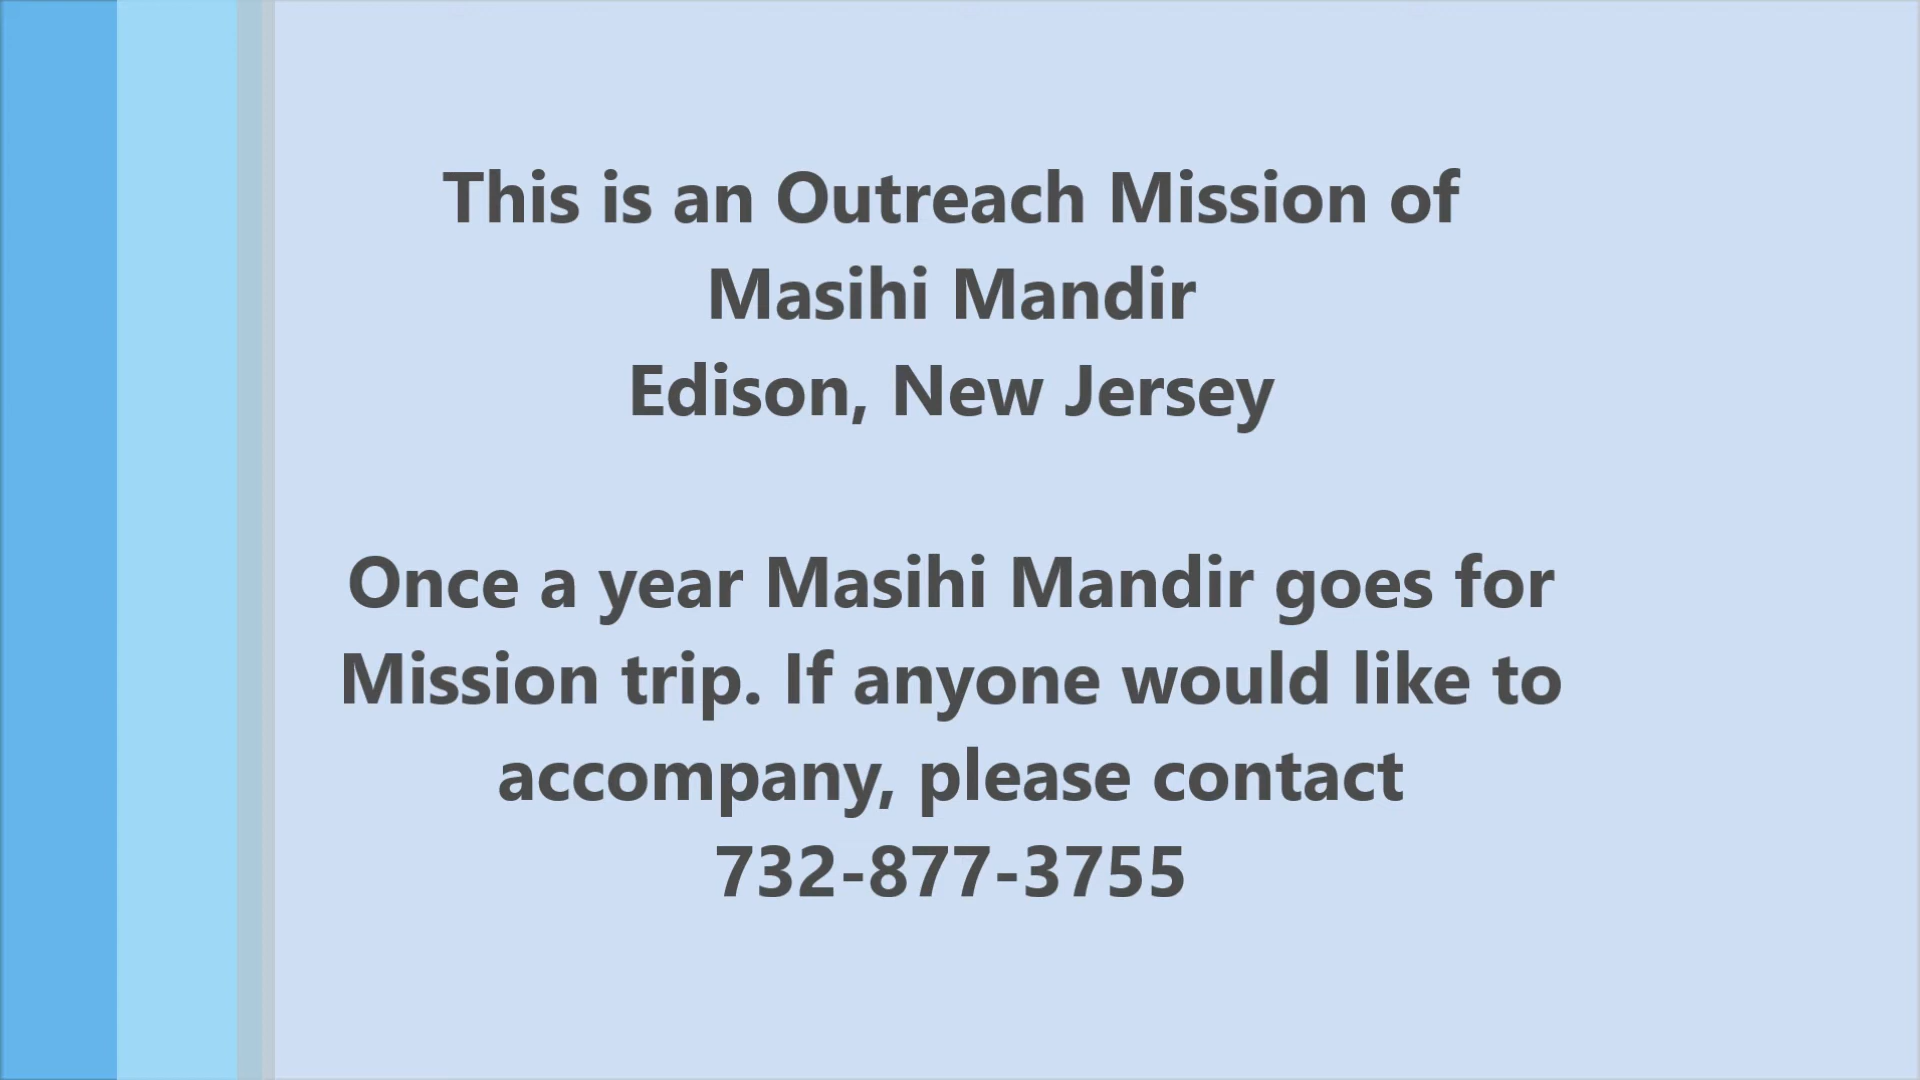 This is an Outreach Mission of
Masihi Mandir
Edison, New Jersey
Once a year Masihi Mandir goes for
Mission trip. If anyone would like to
accompany, please contact
732-877-3755